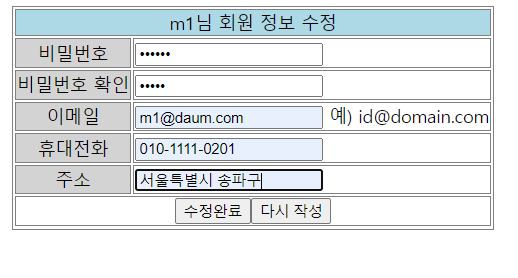 m1님 회원 정보 수정
비밀번호 ••••••
비밀번호 확인 •••••
이메일 m1@daum.com 예) id@domain.com
휴대전화 010-1111-0201
주소 서울특별시 송파구
수정완료 다시 작성